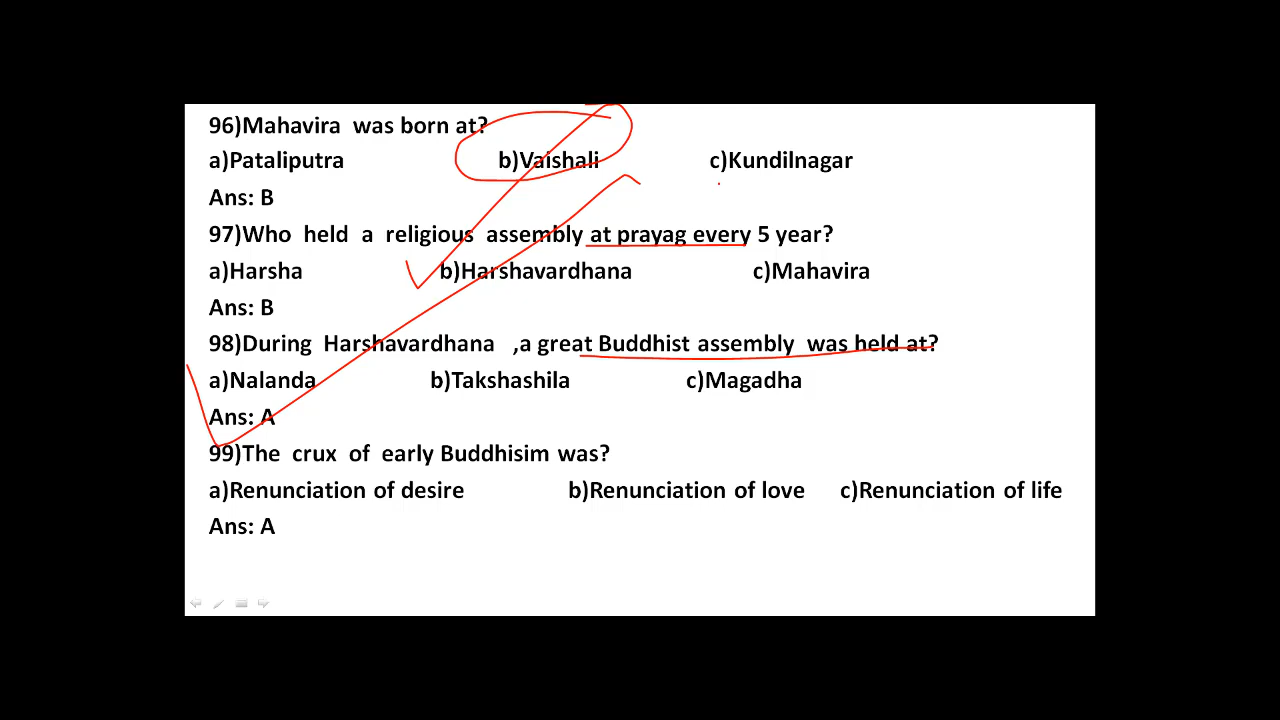 96)Mahavira was born at?
a)Pataliputra b)Vaishali c)Kundilnagar
Ans: B
97)Who held a religious assembly at prayag every 5 year?
a)Harsha b)Harshavardhana c)Mahavira
Ans: B
98)During Harshavardhana ,a great Buddhist assembly was held at?
a)Nalanda b)Takshashila c)Magadha
Ans: A
99)The crux of early Buddhisim was?
a)Renunciation of desire b)Renunciation of love c)Renunciation of life
Ans: A